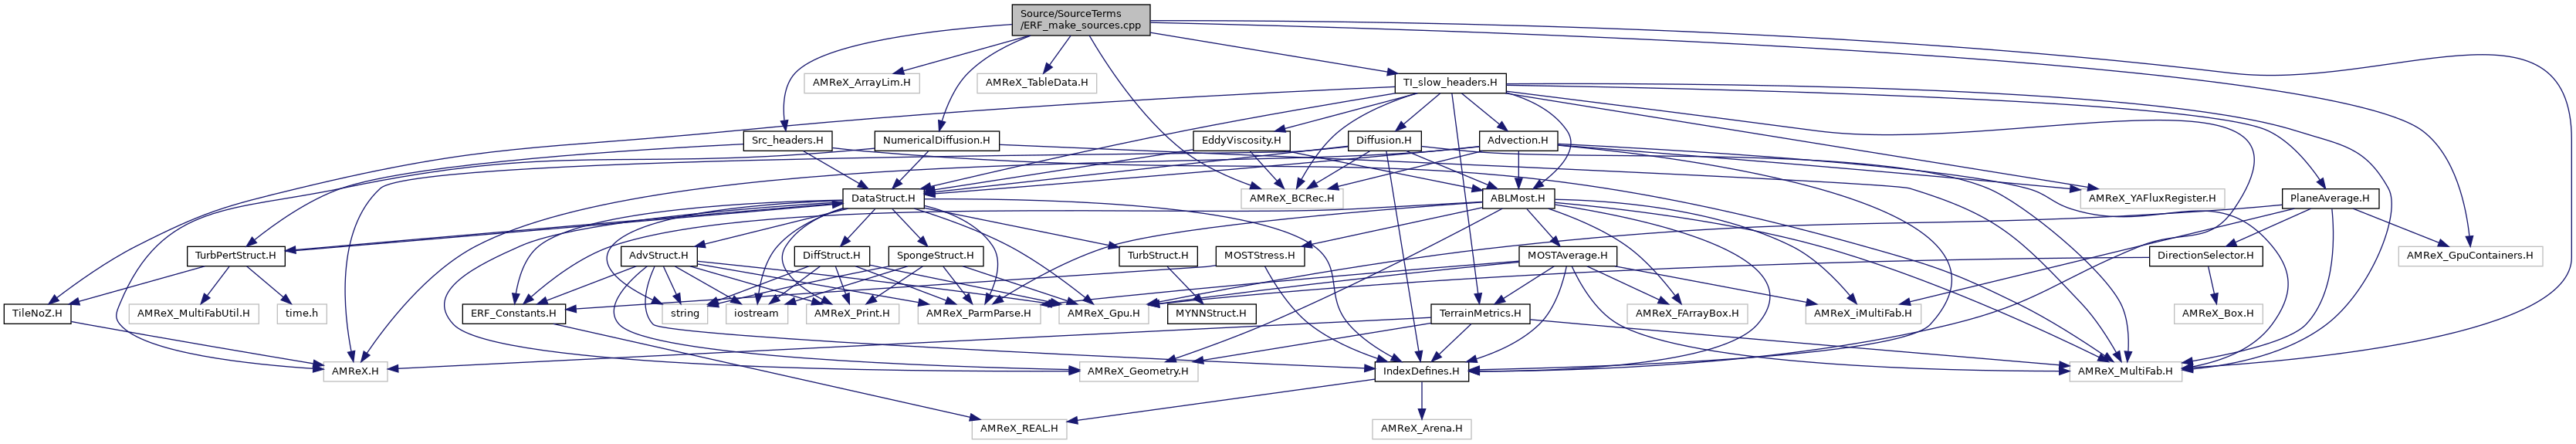 Source/SourceTerms
/ERF_make_sources.cpp
AMReX_ArrayLim.H
AMReX_TableData.H
TI_slow_headers.H
Src_headers.H
NumericalDiffusion.H
EddyViscosity.H
Diffusion.H
Advection.H
DataStruct.H
AMReX_BCRec.H
ABLMost.H
AMReX_YAFluxRegister.H
PlaneAverage.H
TurbPertStruct.H
AdvStruct.H
DiffStruct.H
SpongeStruct.H
TurbStruct.H
MOSTStress.H
MOSTAverage.H
DirectionSelector.H
AMReX_GpuContainers.H
TileNoZ.H
AMReX_MultiFabUtil.H
time.h
ERF_Constants.H
string
iostream
AMReX_Print.H
AMReX_ParmParse.H
AMReX_Gpu.H
MYNNStruct.H
TerrainMetrics.H
AMReX_FArrayBox.H
AMReX_iMultiFab.H
AMReX_Box.H
AMReX.H
AMReX_Geometry.H
IndexDefines.H
AMReX_MultiFab.H
AMReX_REAL.H
AMReX_Arena.H